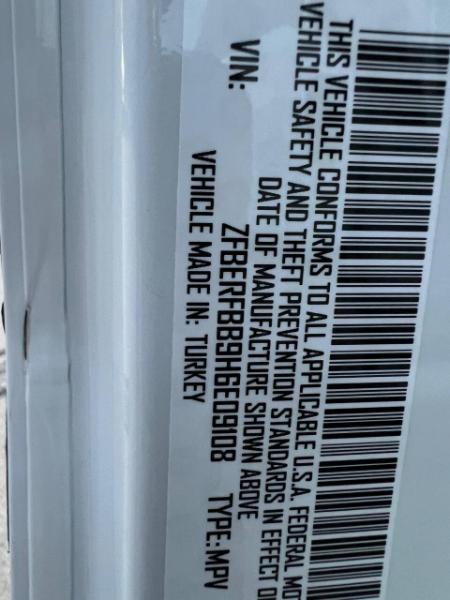 THIS VEHICLE CONFORMS TO ALL APPLICABLE U.S.A. FEDERAL MO
VEHICLE SAFETY AND THEFT PREVENTION STANDARDS IN EFFECT O
DATE OF MANUFACTURE SHOWN ABOVE
VIN: ZFBERFBB9H6E09108 TYPE:MPV
VEHICLE MADE IN: TURKEY